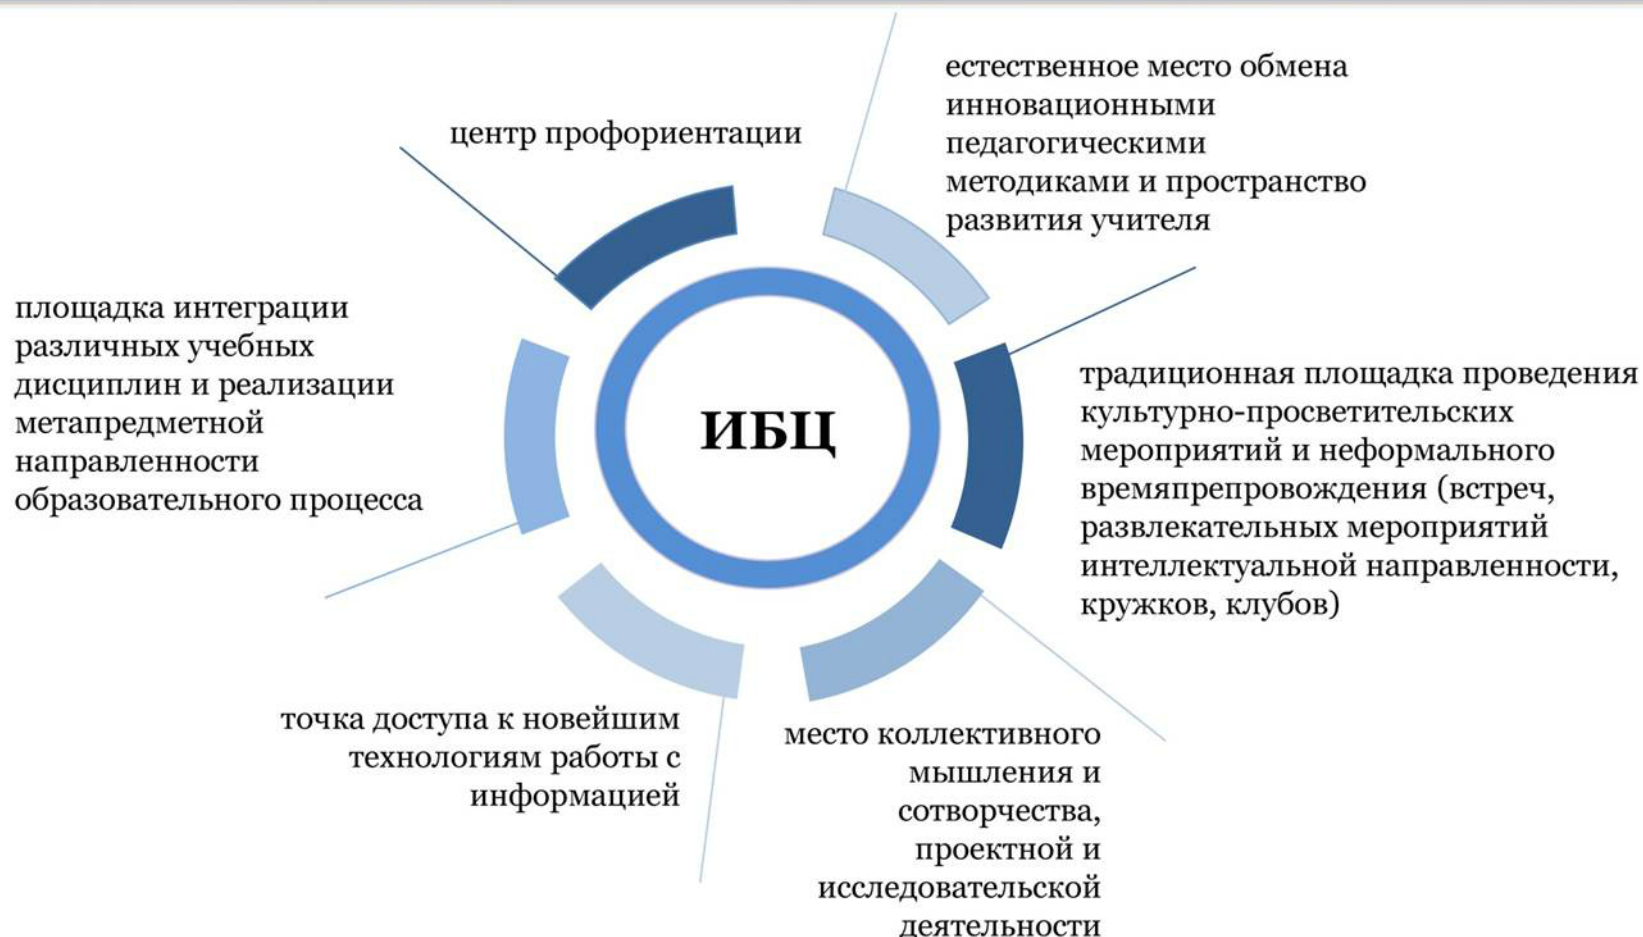 центр профориентации
естественное место обмена
инновационными
педагогическими
методиками и пространство
развития учителя
площадка интеграции
различных учебных
дисциплин и реализации
метапредметной
направленности
образовательного процесса
ИБЦ
традиционная площадка проведения
культурно-просветительских
мероприятий и неформального
времяпрепровождения (встреч,
развлекательных мероприятий
интеллектуальной направленности,
кружков, клубов)
точка доступа к новейшим
технологиям работы с
информацией
место коллективного
мышления и
сотворчества,
проектной и
исследовательской
деятельности